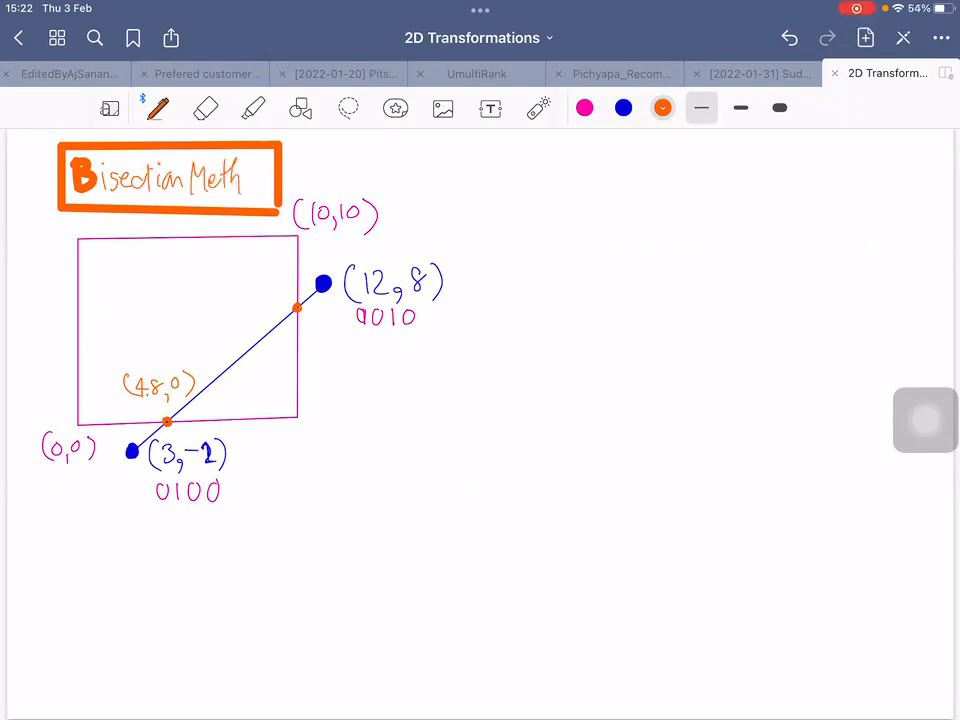 15:22 Thu 3 Feb
54%
2D Transformations
EditedByAjSanan...
Prefered customer...
[2022-01-20] Pits...
UmultiRank
Pichyapa_Recom...
[2022-01-31] Sud...
2D Transform...
Bisection Meth
(10,10)
(12,8)
0010
(4.8,0)
(0,0)
(3,-2)
0100